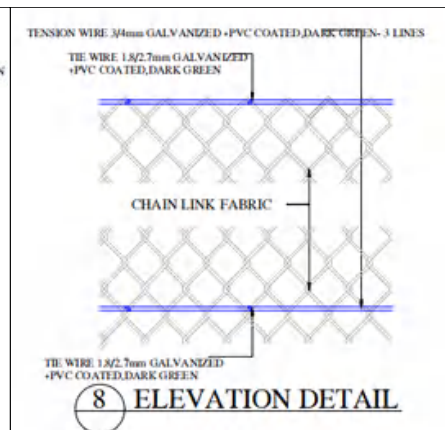 TENSION WIRE 3/4mm GALVANIZED +PVC COATED,DARK GREEN- 3 LINES
TIE WIRE 1.8/2.7mm GALVANIZED
+PVC COATED,DARK GREEN
CHAIN LINK FABRIC
TIE WIRE 1.8/2.7mm GALVANIZED
+PVC COATED,DARK GREEN
8 ELEVATION DETAIL